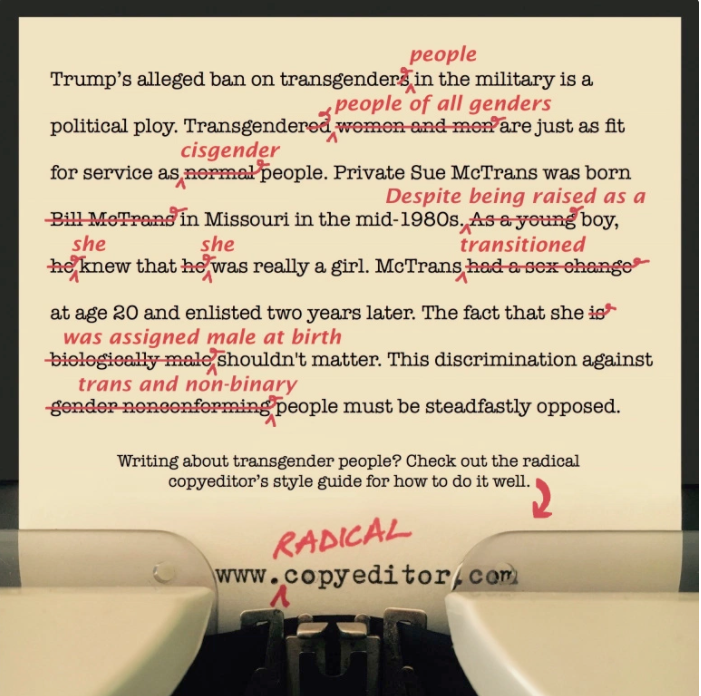 people
Trump's alleged ban on transgenders in the military is a
people of all genders
political ploy. Transgendered women and men are just as fit
cisgender
for service as normal people. Private Sue McTrans was born
Despite being raised as a
Bill McTrans in Missouri in the mid-1980s. As a young boy,
she she transitioned
he knew that he was really a girl. McTrans had a sex change
at age 20 and enlisted two years later. The fact that she is
was assigned male at birth
biologically male shouldn't matter. This discrimination against
trans and non-binary
gender nonconforming people must be steadfastly opposed.
Writing about transgender people? Check out the radical
copyeditor's style guide for how to do it well.
RADICAL
www.copyeditor.com